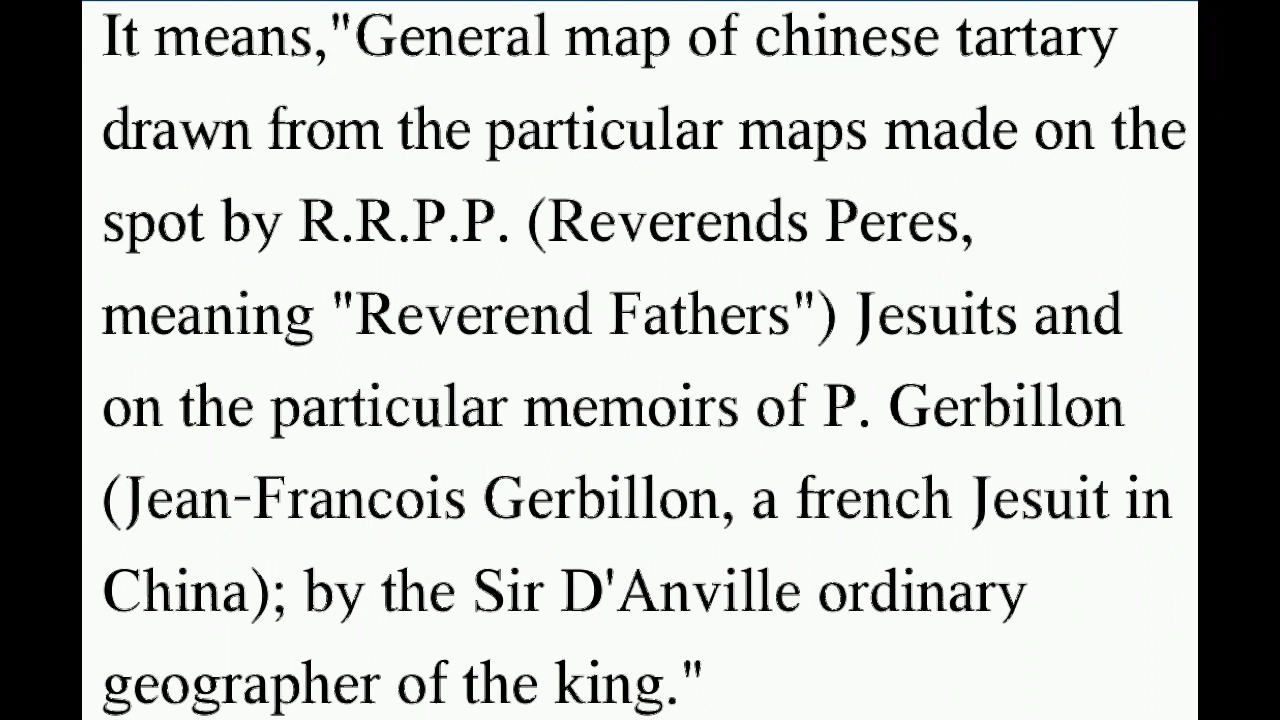 It means,"General map of chinese tartary
drawn from the particular maps made on the
spot by R.R.P.P. (Reverends Peres,
meaning "Reverend Fathers") Jesuits and
on the particular memoirs of P. Gerbillon
(Jean-Francois Gerbillon, a french Jesuit in
China); by the Sir D'Anville ordinary
geographer of the king."